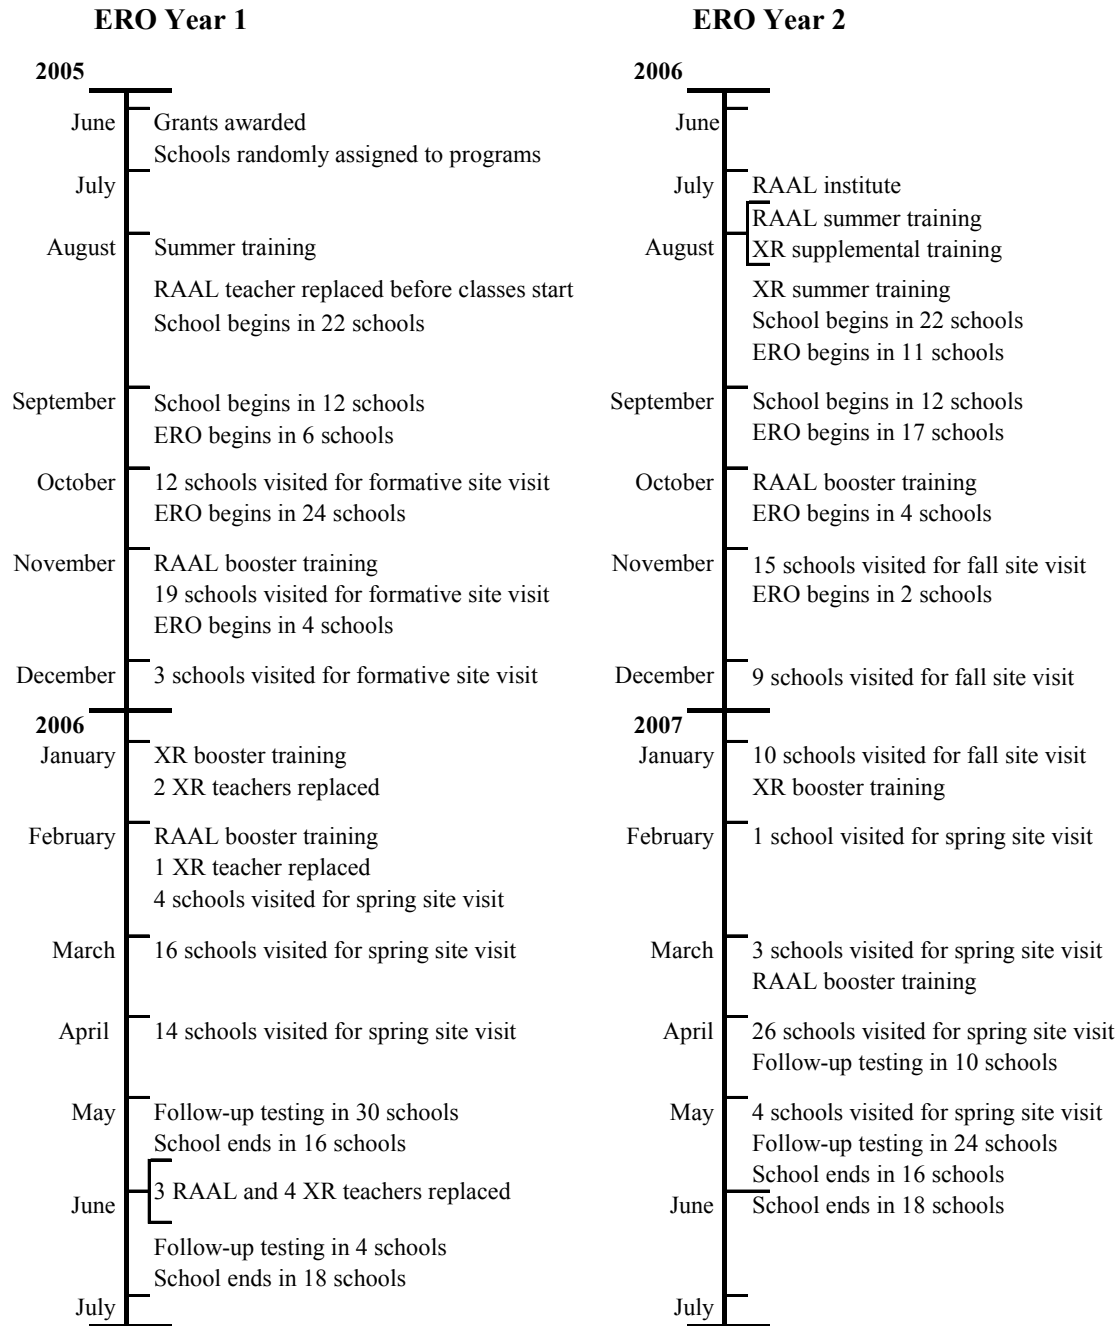 ERO Year 1
2005
June
Grants awarded
Schools randomly assigned to programs
July
August
Summer training
RAAL teacher replaced before classes start
School begins in 22 schools
September
School begins in 12 schools
ERO begins in 6 schools
October
12 schools visited for formative site visit
ERO begins in 24 schools
November
RAAL booster training
19 schools visited for formative site visit
ERO begins in 4 schools
December
3 schools visited for formative site visit
2006
January
XR booster training
2 XR teachers replaced
February
RAAL booster training
1 XR teacher replaced
4 schools visited for spring site visit
March
16 schools visited for spring site visit
April
14 schools visited for spring site visit
May
Follow-up testing in 30 schools
School ends in 16 schools
3 RAAL and 4 XR teachers replaced
June
Follow-up testing in 4 schools
School ends in 18 schools
July
ERO Year 2
2006
June
July
RAAL institute
RAAL summer training
August
XR supplemental training
XR summer training
School begins in 22 schools
ERO begins in 11 schools
September
School begins in 12 schools
ERO begins in 17 schools
October
RAAL booster training
ERO begins in 4 schools
November
15 schools visited for fall site visit
ERO begins in 2 schools
December
9 schools visited for fall site visit
2007
January
10 schools visited for fall site visit
XR booster training
February
1 school visited for spring site visit
March
3 schools visited for spring site visit
RAAL booster training
April
26 schools visited for spring site visit
Follow-up testing in 10 schools
May
4 schools visited for spring site visit
Follow-up testing in 24 schools
School ends in 16 schools
June
School ends in 18 schools
July